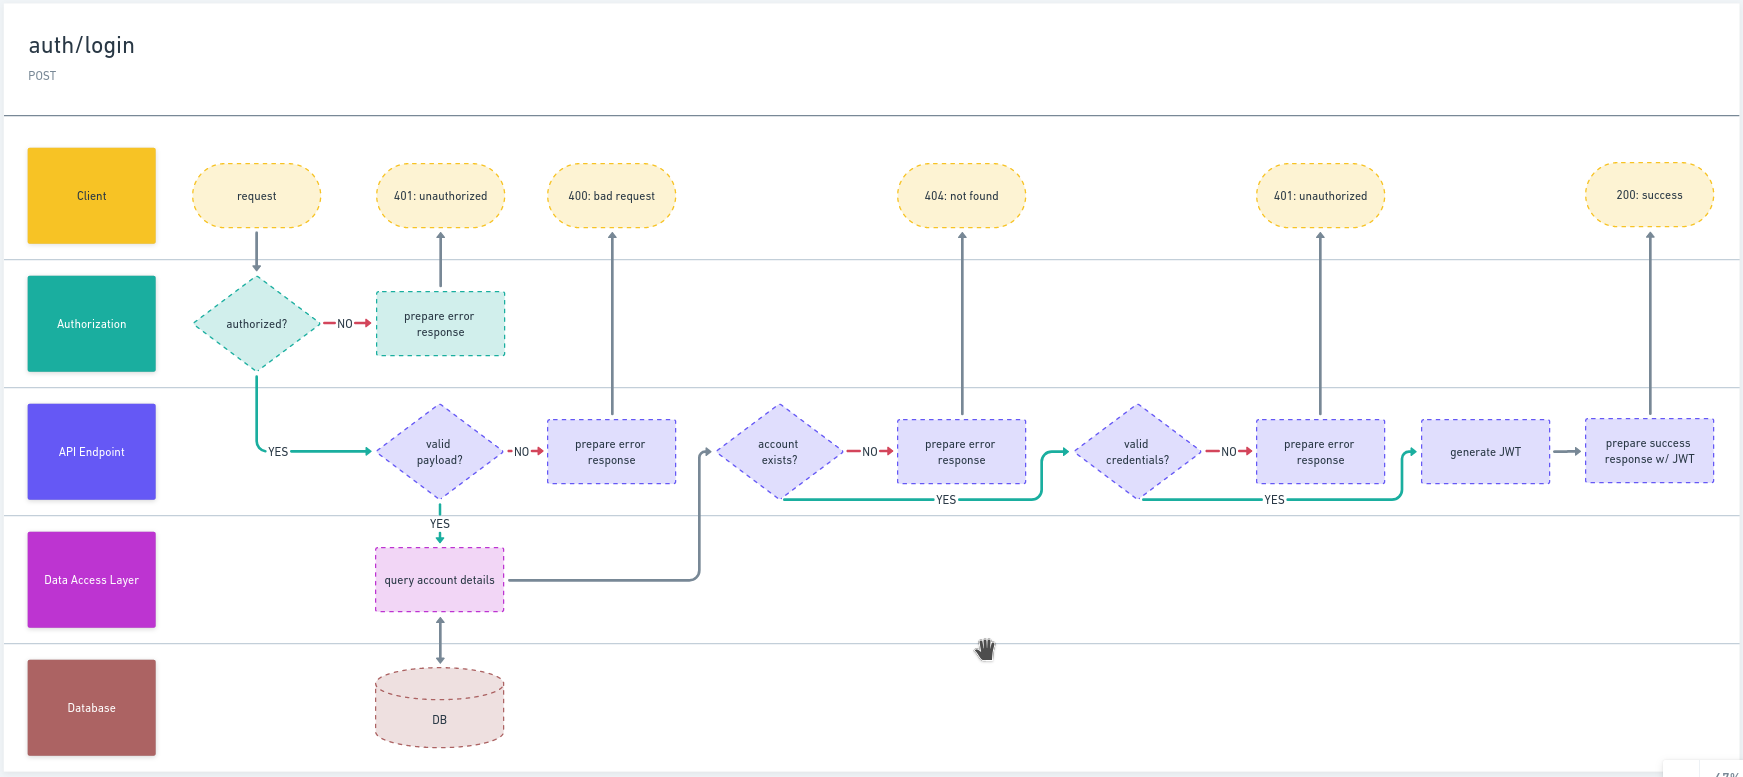 auth/login
POST
Client
request
401: unauthorized
400: bad request
404: not found
401: unauthorized
200: success
Authorization
authorized?
NO
prepare error
response
API Endpoint
YES
valid
payload?
NO
prepare error
response
account
exists?
NO
prepare error
response
YES
valid
credentials?
NO
prepare error
response
YES
generate JWT
prepare success
response w/ JWT
YES
Data Access Layer
query account details
Database
DB